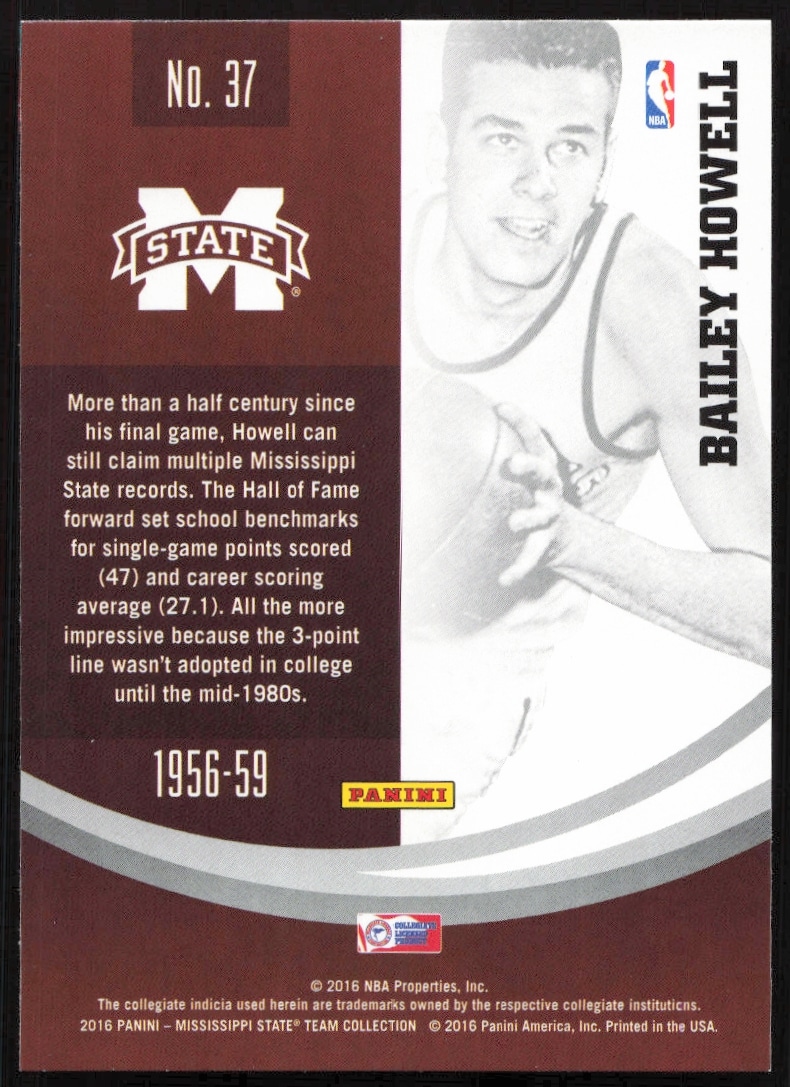 No. 37
NBA
BAILEY HOWELL
M
STATE
®
More than a half century since
his final game, Howell can
still claim multiple Mississippi
State records. The Hall of Fame
forward set school benchmarks
for single-game points scored
(47) and career scoring
average (27.1). All the more
impressive because the 3-point
line wasn't adopted in college
until the mid-1980s.
1956-59
PANINI
COLLEGIATE
LICENSED
PRODUCT
© 2016 NBA Properties, Inc.
The collegiate indicia used herein are trademarks owned by the respective collegiate institutions.
2016 PANINI – MISSISSIPPI STATE® TEAM COLLECTION © 2016 Panini America, Inc. Printed in the USA.